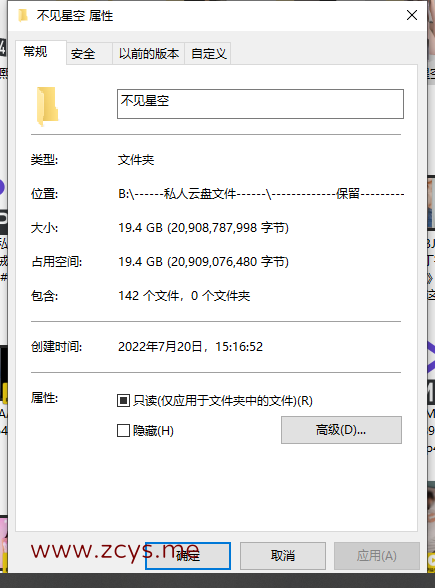 不见星空 属性
常规 安全 以前的版本 自定义
不见星空
类型: 文件夹
位置: B:\------私人云盘文件------\-------------保留---------
大小: 19.4 GB (20,908,787,998 字节)
占用空间: 19.4 GB (20,909,076,480 字节)
包含: 142 个文件，0 个文件夹
创建时间: 2022年7月20日，15:16:52
属性: 只读(仅应用于文件夹中的文件)(R)
隐藏(H) 高级(D)...
www.zcys.me
确定 取消 应用(A)